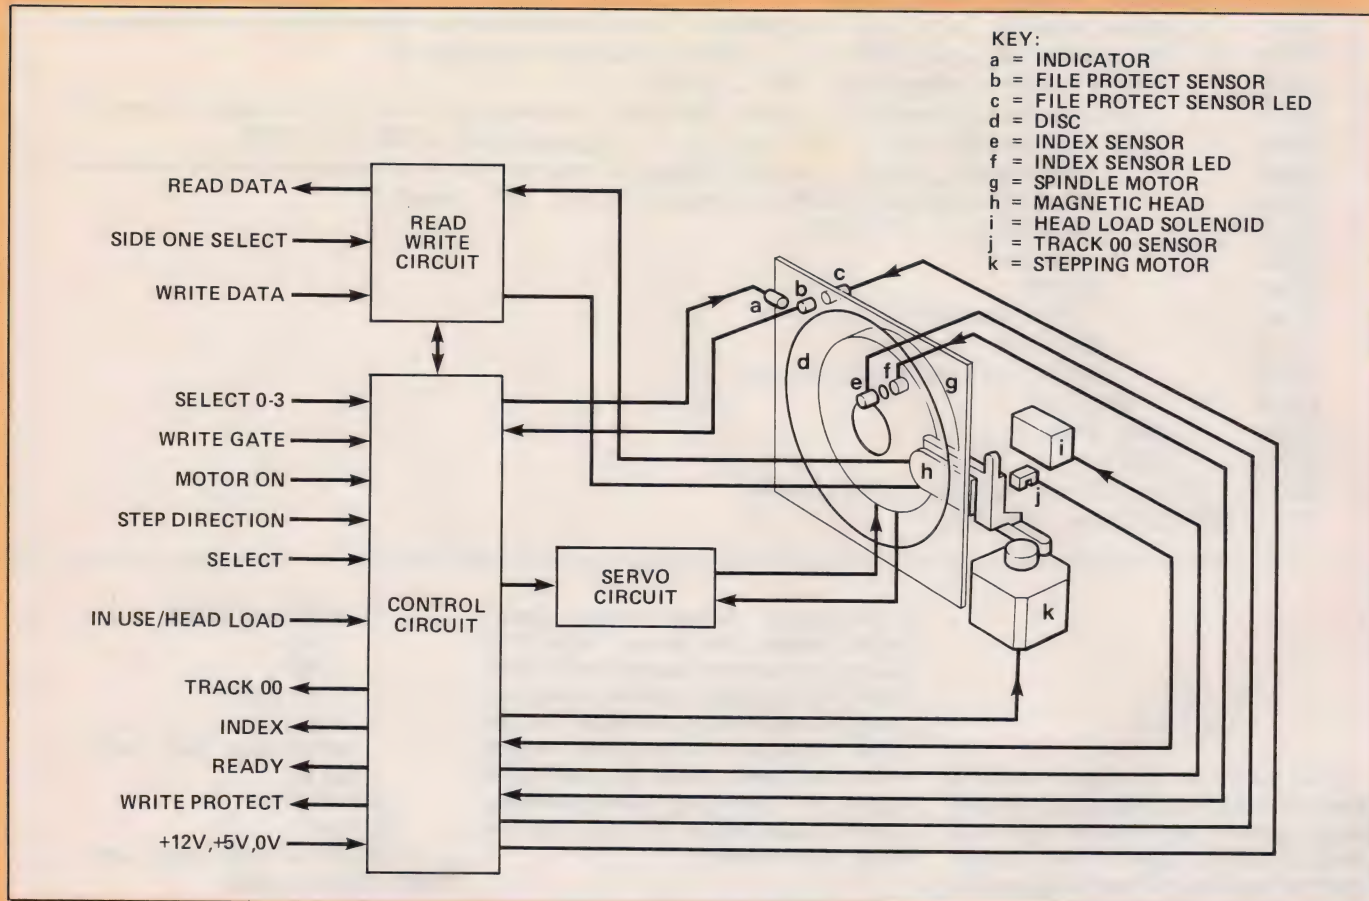 KEY:
a = INDICATOR
b = FILE PROTECT SENSOR
c = FILE PROTECT SENSOR LED
d = DISC
e = INDEX SENSOR
f = INDEX SENSOR LED
g = SPINDLE MOTOR
h = MAGNETIC HEAD
i = HEAD LOAD SOLENOID
j = TRACK 00 SENSOR
k = STEPPING MOTOR
READ DATA
SIDE ONE SELECT
WRITE DATA
READ
WRITE
CIRCUIT
SELECT 0-3
WRITE GATE
MOTOR ON
STEP DIRECTION
SELECT
IN USE/HEAD LOAD
TRACK 00
INDEX
READY
WRITE PROTECT
+12V,+5V,0V
CONTROL
CIRCUIT
SERVO
CIRCUIT
a
b
c
d
e
f
g
h
i
j
k